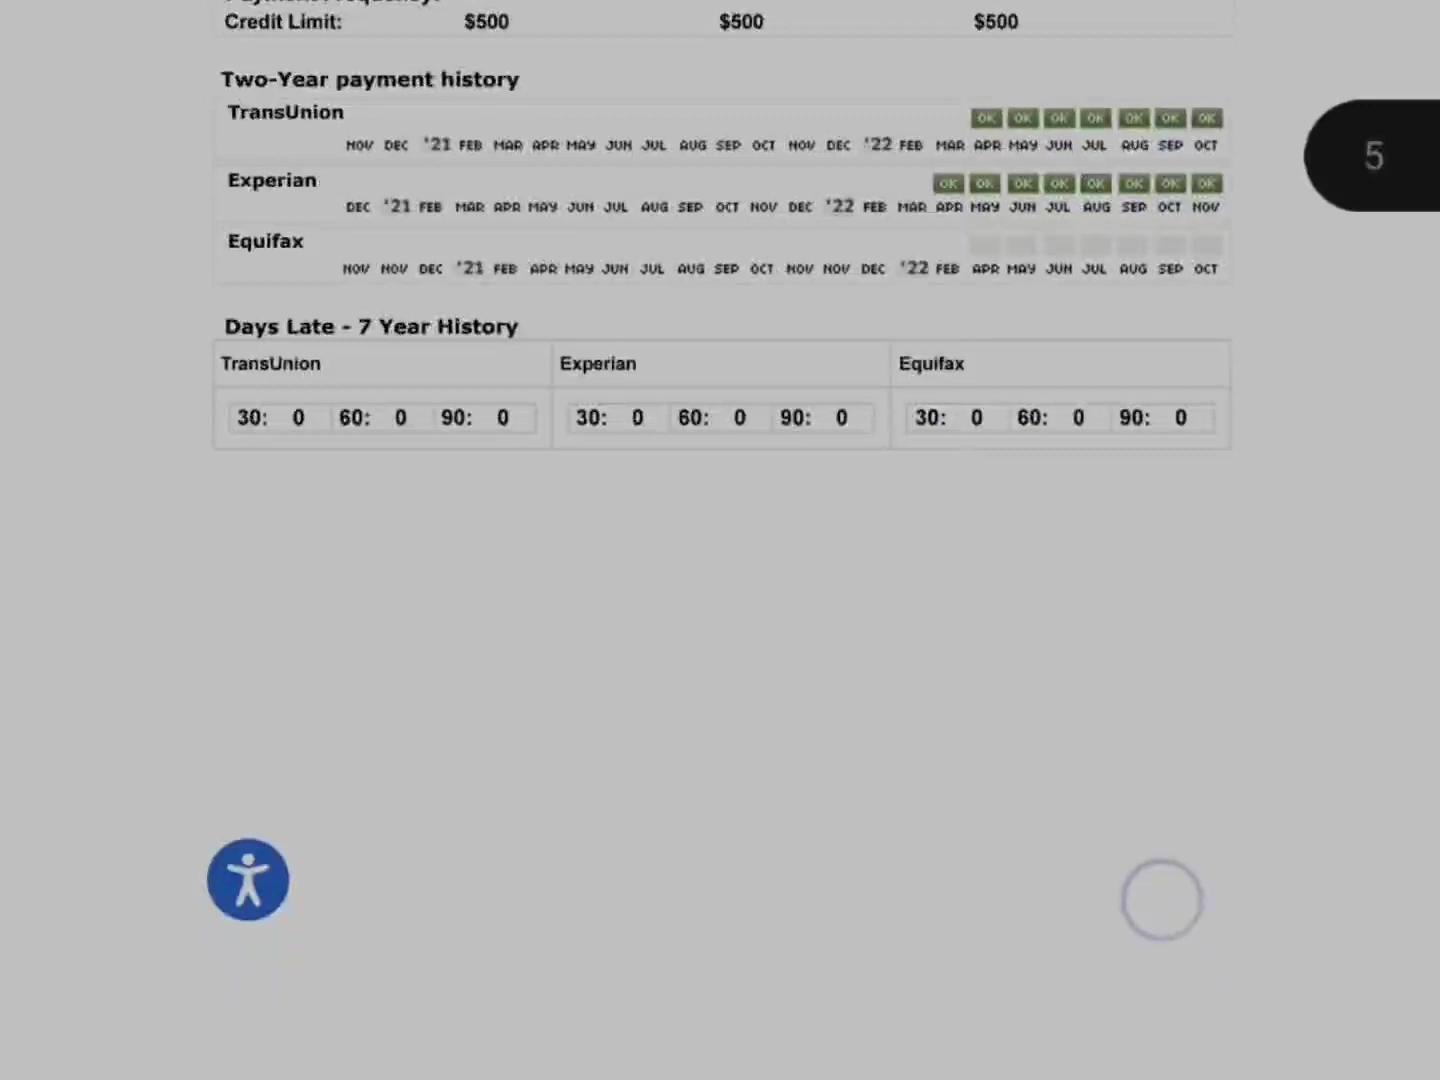 Credit Limit: $500 $500 $500
Two-Year payment history
TransUnion
OK OK OK OK OK OK OK
NOV DEC '21 FEB MAR APR MAY JUN JUL AUG SEP OCT NOV DEC '22 FEB MAR APR MAY JUN JUL AUG SEP OCT
Experian
OK OK OK OK OK OK OK OK
DEC '21 FEB MAR APR MAY JUN JUL AUG SEP OCT NOV DEC '22 FEB MAR APR MAY JUN JUL AUG SEP OCT NOV
Equifax
NOV NOV DEC '21 FEB APR MAY JUN JUL AUG SEP OCT NOV NOV DEC '22 FEB APR MAY JUN JUL AUG SEP OCT
Days Late - 7 Year History
TransUnion Experian Equifax
30: 0 60: 0 90: 0 30: 0 60: 0 90: 0 30: 0 60: 0 90: 0
5